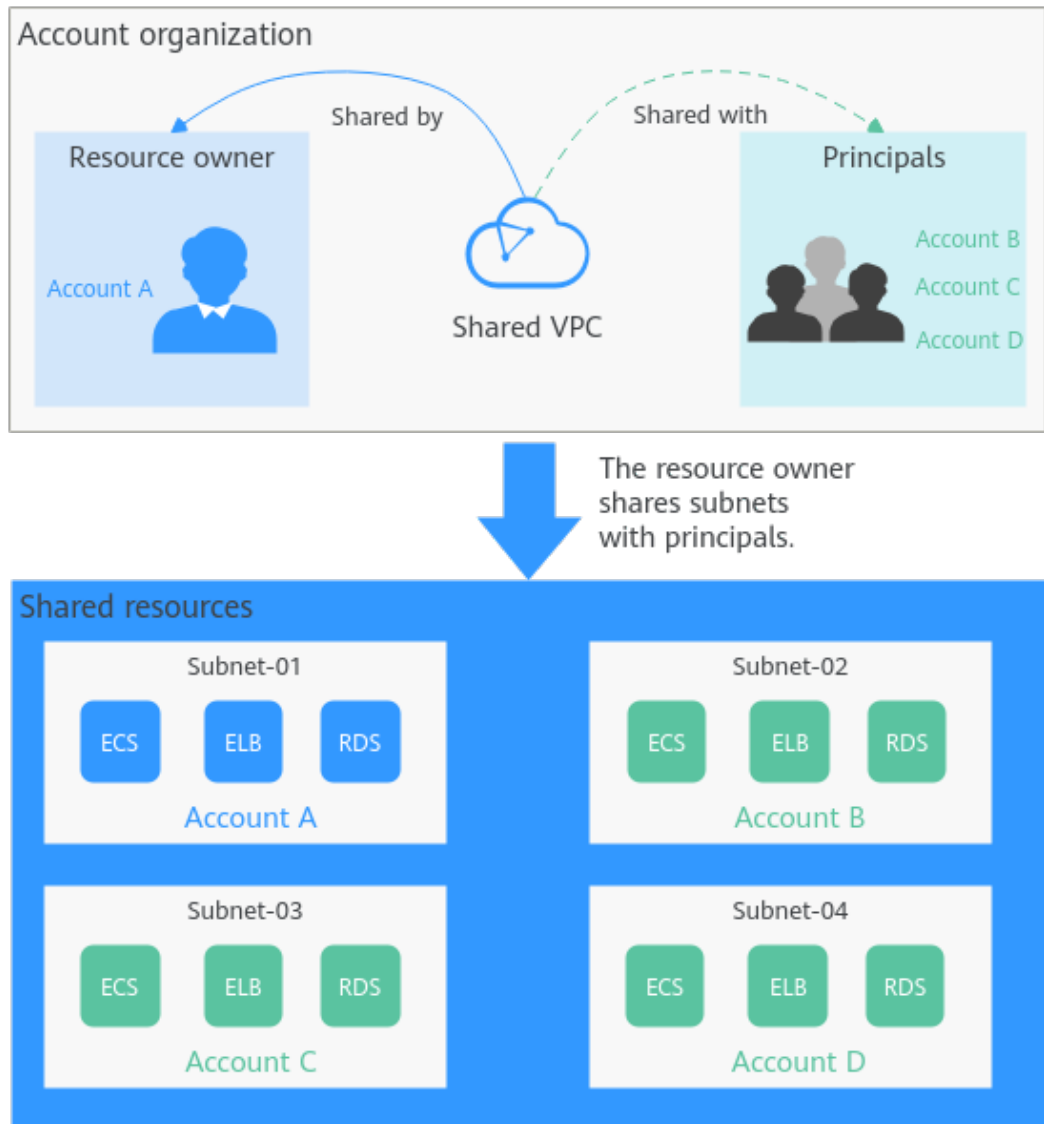 Account organization
Shared by
Shared with
Resource owner
Principals
Account A
Account B
Account C
Account D
Shared VPC
The resource owner
shares subnets
with principals.
Shared resources
Subnet-01
ECS ELB RDS
Account A
Subnet-02
ECS ELB RDS
Account B
Subnet-03
ECS ELB RDS
Account C
Subnet-04
ECS ELB RDS
Account D